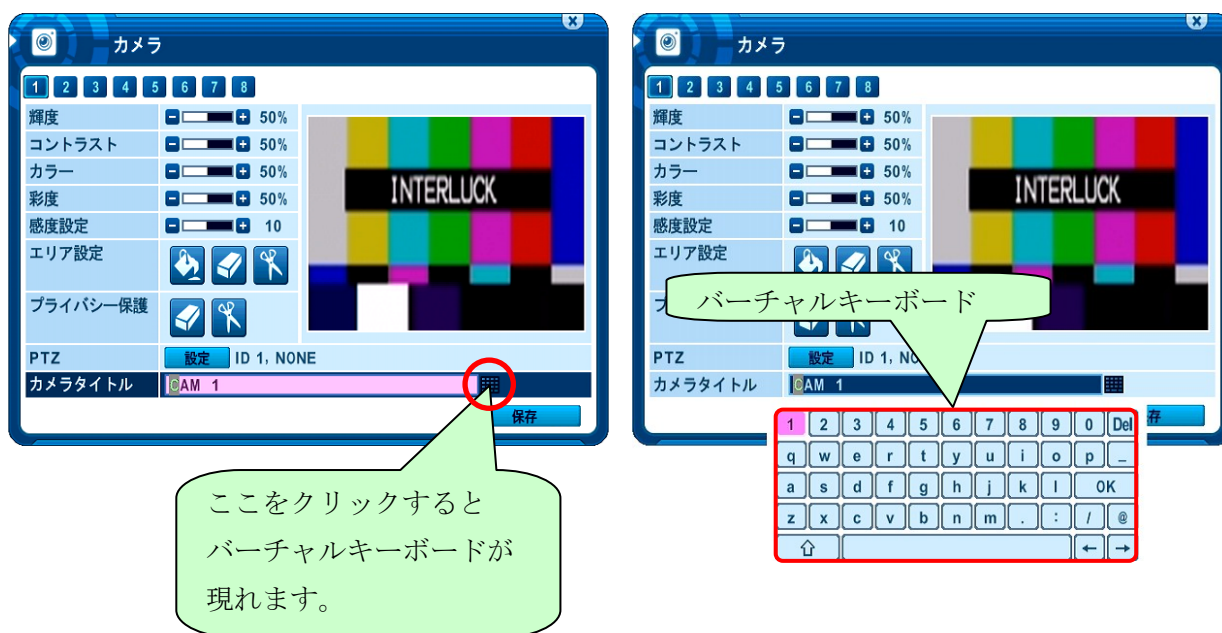 カメラ
1 2 3 4 5 6 7 8
輝度 50%
コントラスト 50%
カラー 50%
彩度 50%
感度設定 10
エリア設定
プライバシー保護
PTZ 設定 ID 1, NONE
カメラタイトル CAM 1
保存
INTERLUCK
ここをクリックすると
バーチャルキーボードが
現れます。
カメラ
1 2 3 4 5 6 7 8
輝度 50%
コントラスト 50%
カラー 50%
彩度 50%
感度設定 10
エリア設定
INTERLUCK
バーチャルキーボード
PTZ 設定 ID 1, NO
カメラタイトル CAM 1
存
1 2 3 4 5 6 7 8 9 0 Del
q w e r t y u i o p _
a s d f g h j k l OK
z x c v b n m . : / @
⇧ ← →